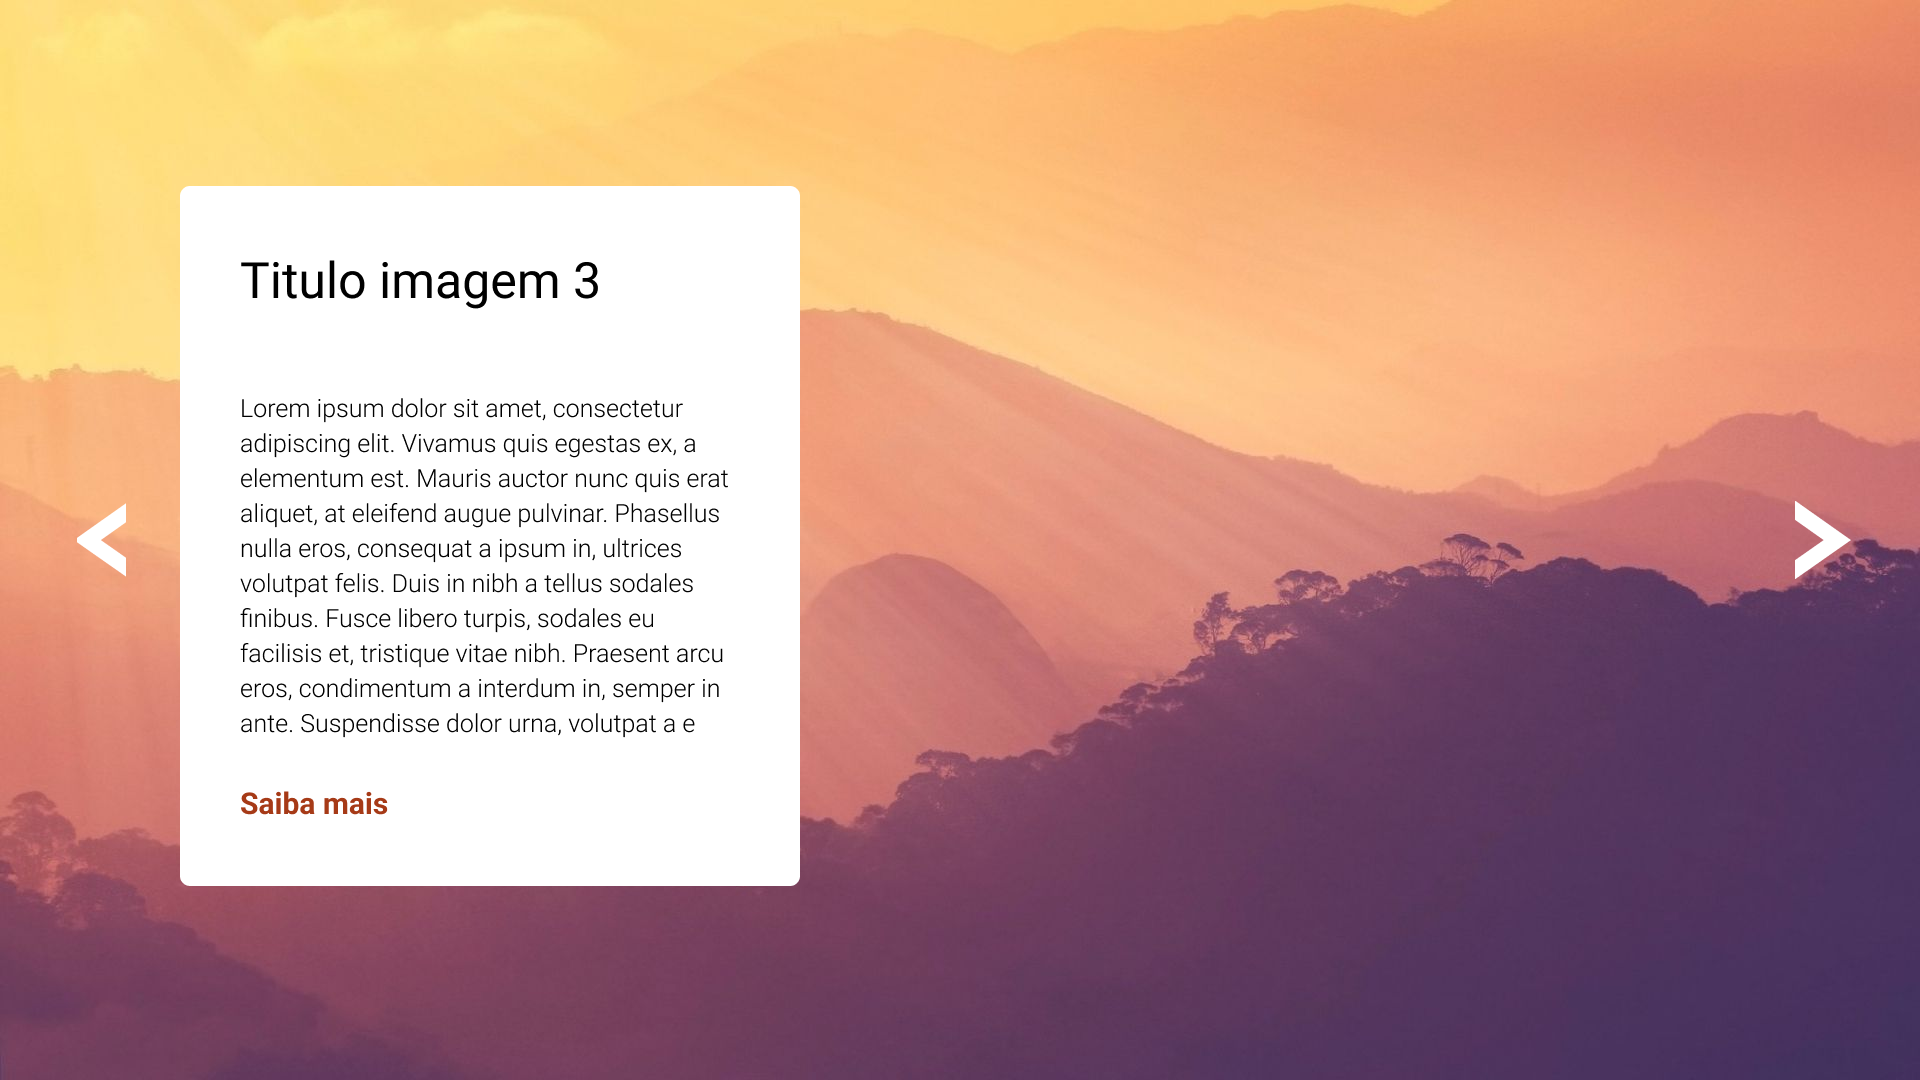 Titulo imagem 3
Lorem ipsum dolor sit amet, consectetur
adipiscing elit. Vivamus quis egestas ex, a
elementum est. Mauris auctor nunc quis erat
aliquet, at eleifend augue pulvinar. Phasellus
nulla eros, consequat a ipsum in, ultrices
volutpat felis. Duis in nibh a tellus sodales
finibus. Fusce libero turpis, sodales eu
facilisis et, tristique vitae nibh. Praesent arcu
eros, condimentum a interdum in, semper in
ante. Suspendisse dolor urna, volutpat a e
Saiba mais